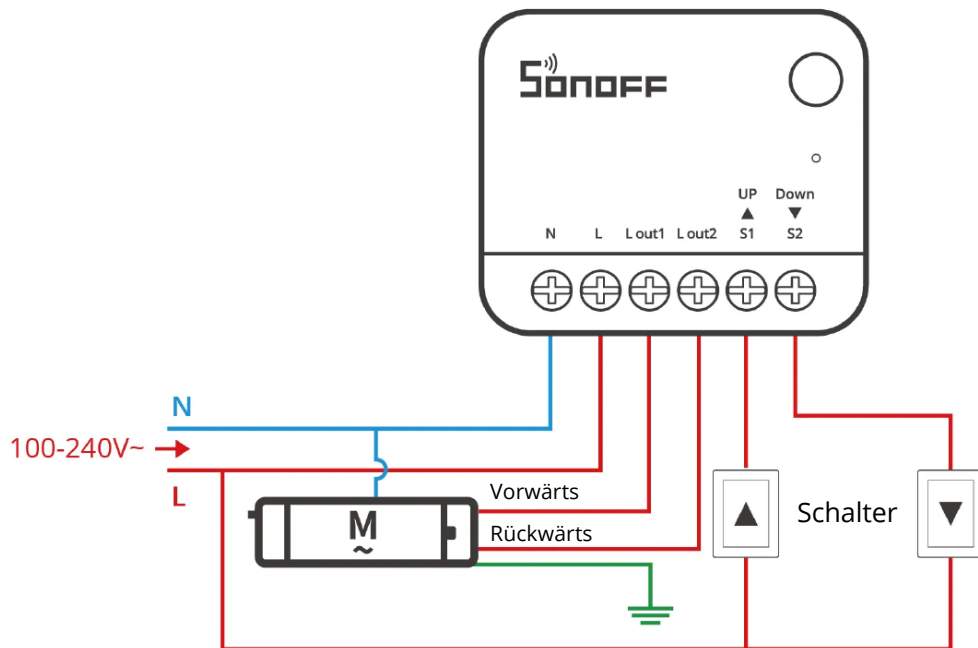 SONOFF
UP Down
▲ ▼
N L L out1 L out2 S1 S2
N
100-240V~
L
Vorwärts
M
~
Rückwärts
▲ Schalter ▼